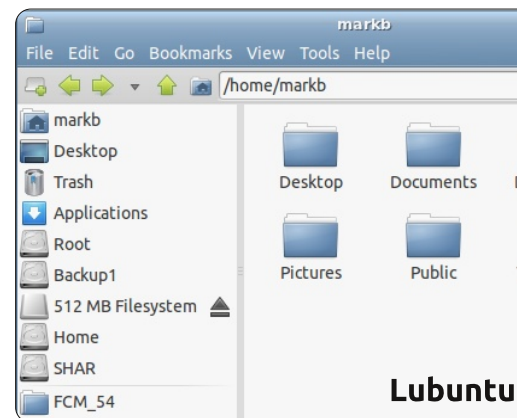 markb
File Edit Go Bookmarks View Tools Help
/home/markb
markb
Desktop
Trash
Applications
Root
Backup1
512 MB Filesystem
Home
SHAR
FCM_54
Desktop Documents
Pictures Public
Lubuntu